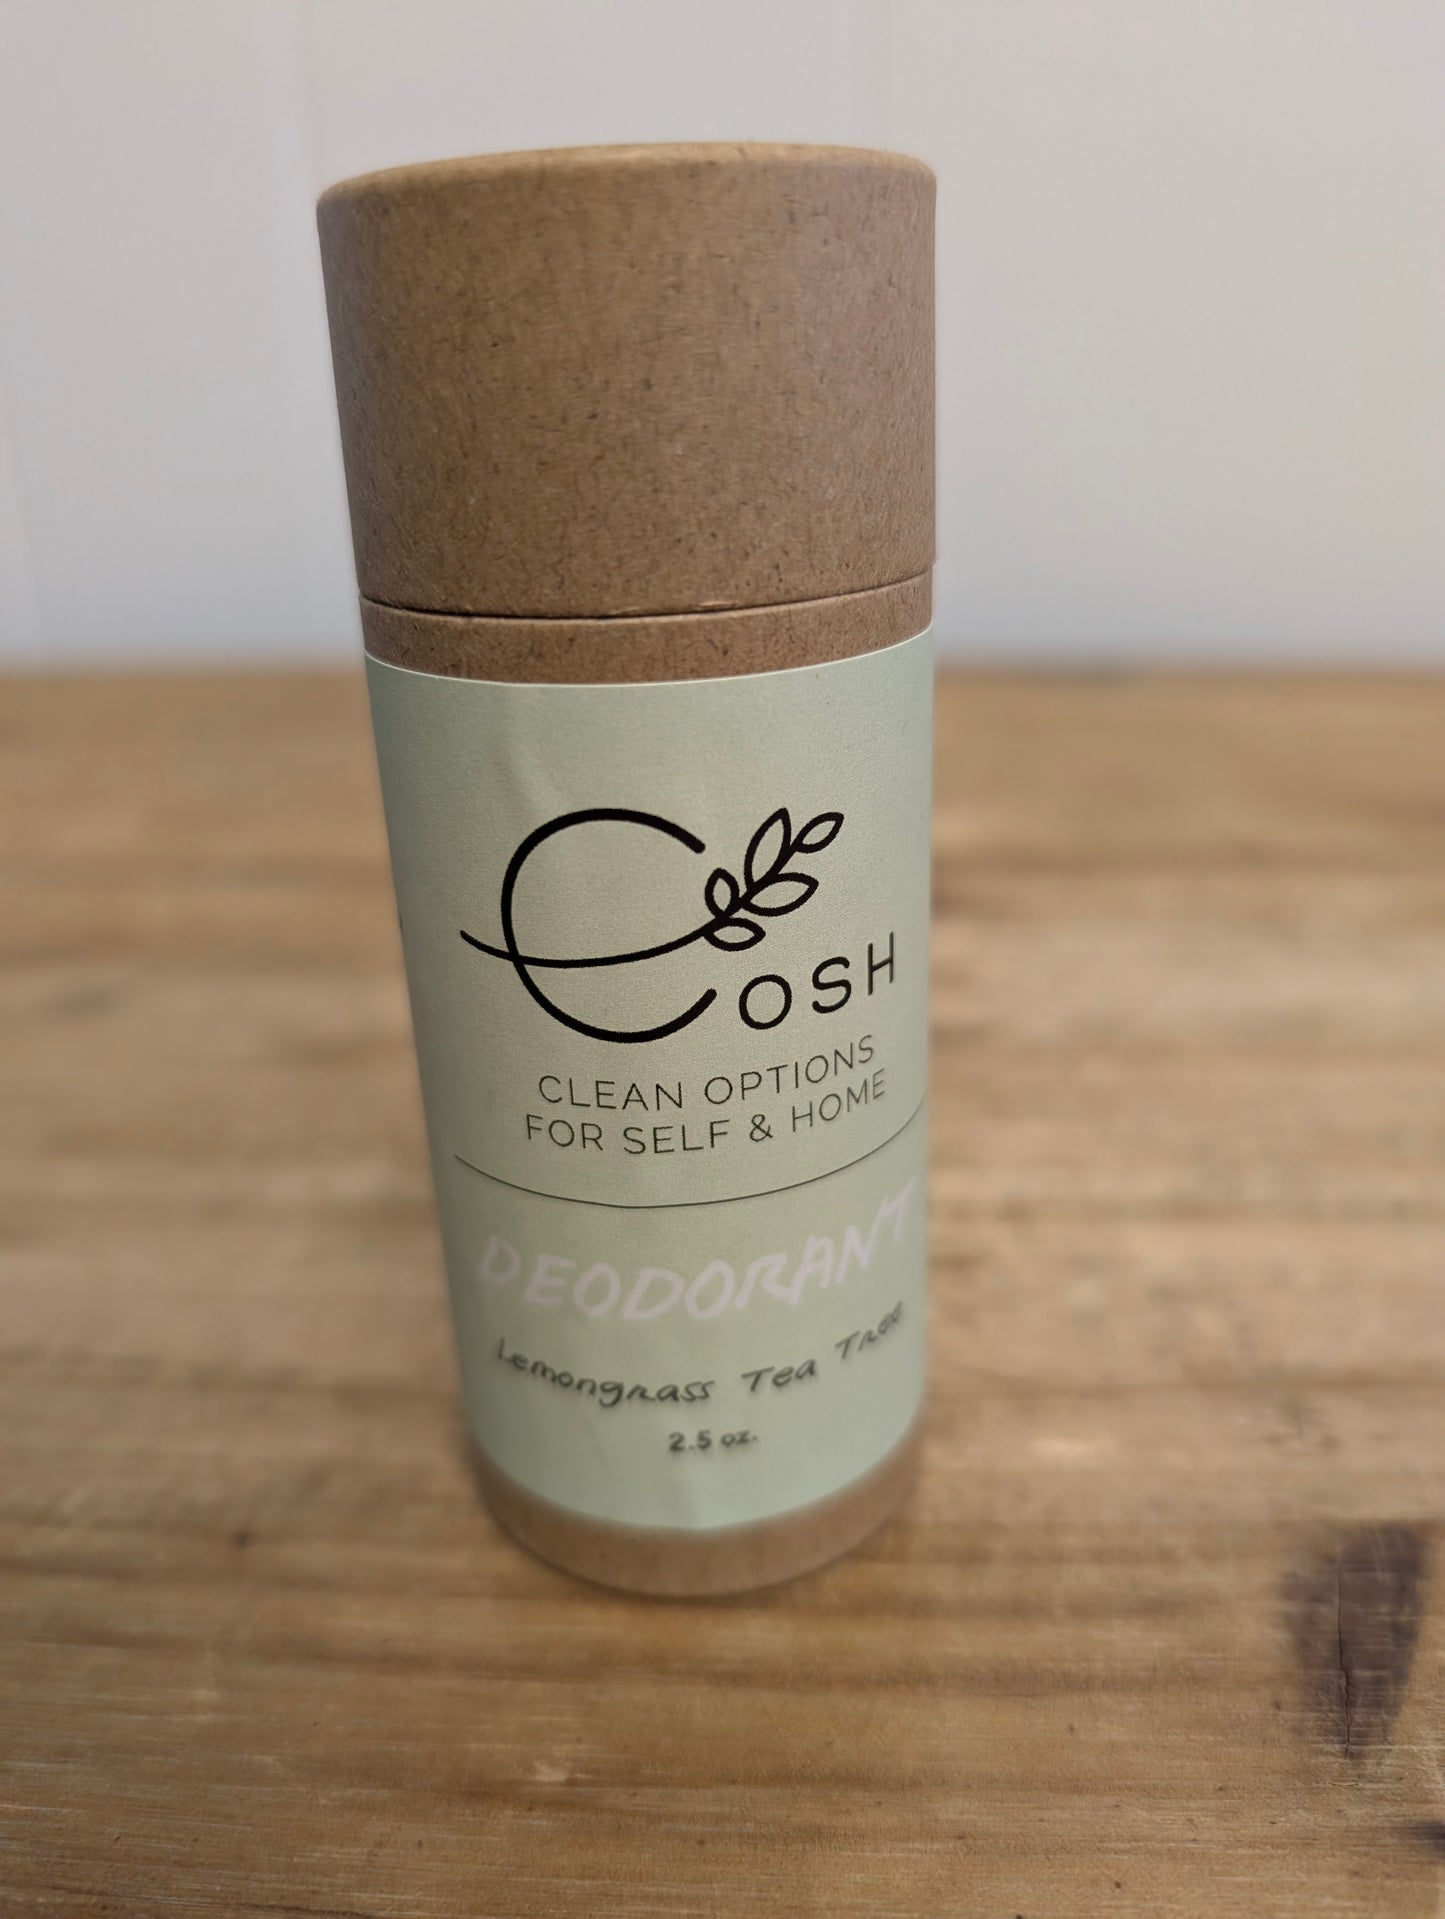 COSH
CLEAN OPTIONS
FOR SELF & HOME
DEODORANT
Lemongrass Tea Tree
2.5 oz.